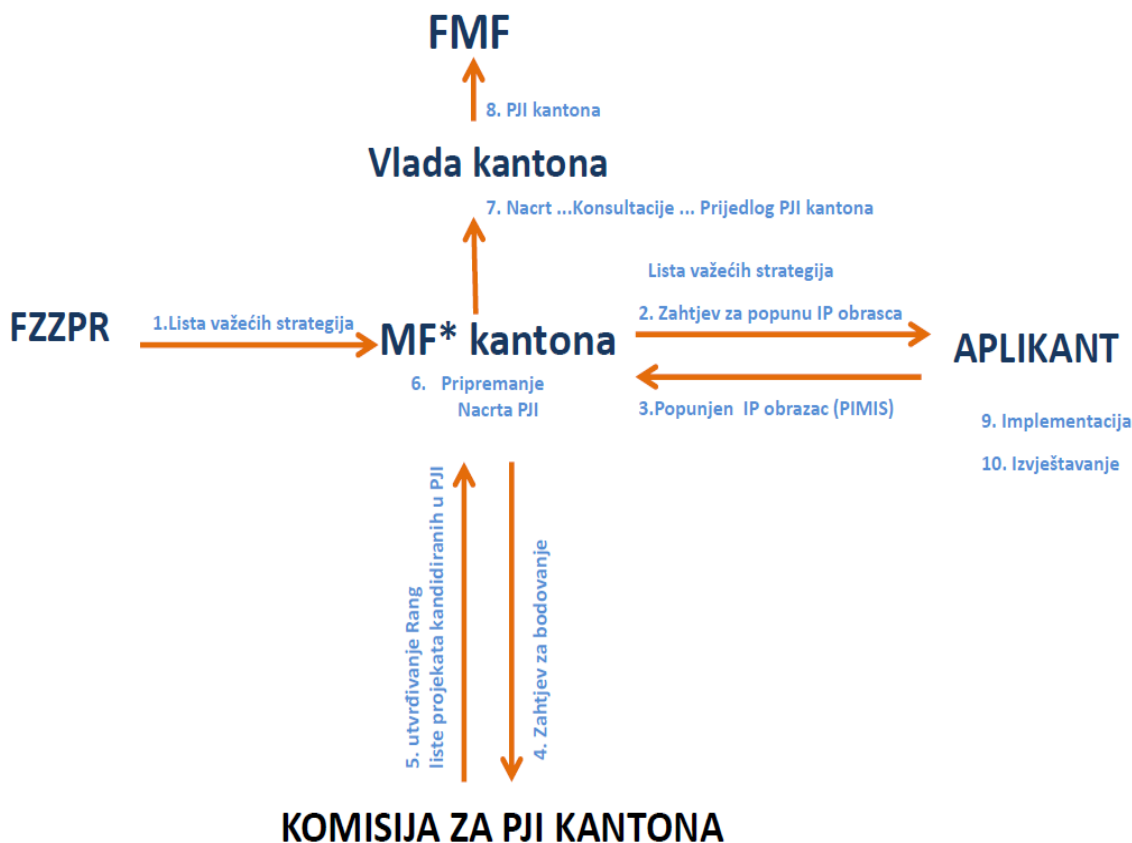 FMF
8. PJI kantona
Vlada kantona
7. Nacrt ...Konsultacije ... Prijedlog PJI kantona
Lista važećih strategija
FZZPR
1.Lista važećih strategija
MF* kantona
2. Zahtjev za popunu IP obrasca
APLIKANT
6. Pripremanje
Nacrta PJI
3.Popunjen IP obrazac (PIMIS)
9. Implementacija
10. Izvještavanje
5. utvrđivanje Rang
liste projekata kandidiranih u PJI
4. Zahtjev za bodovanje
KOMISIJA ZA PJI KANTONA